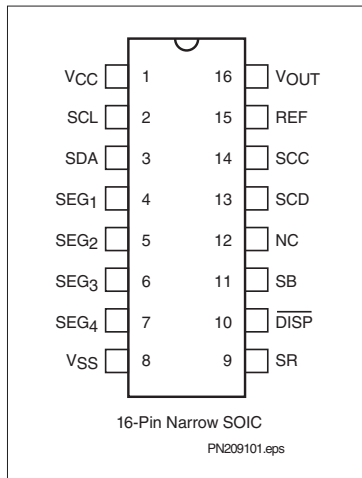 VCC 1 16 VOUT
SCL 2 15 REF
SDA 3 14 SCC
SEG1 4 13 SCD
SEG2 5 12 NC
SEG3 6 11 SB
SEG4 7 10 DISP
VSS 8 9 SR
16-Pin Narrow SOIC
PN209101.eps